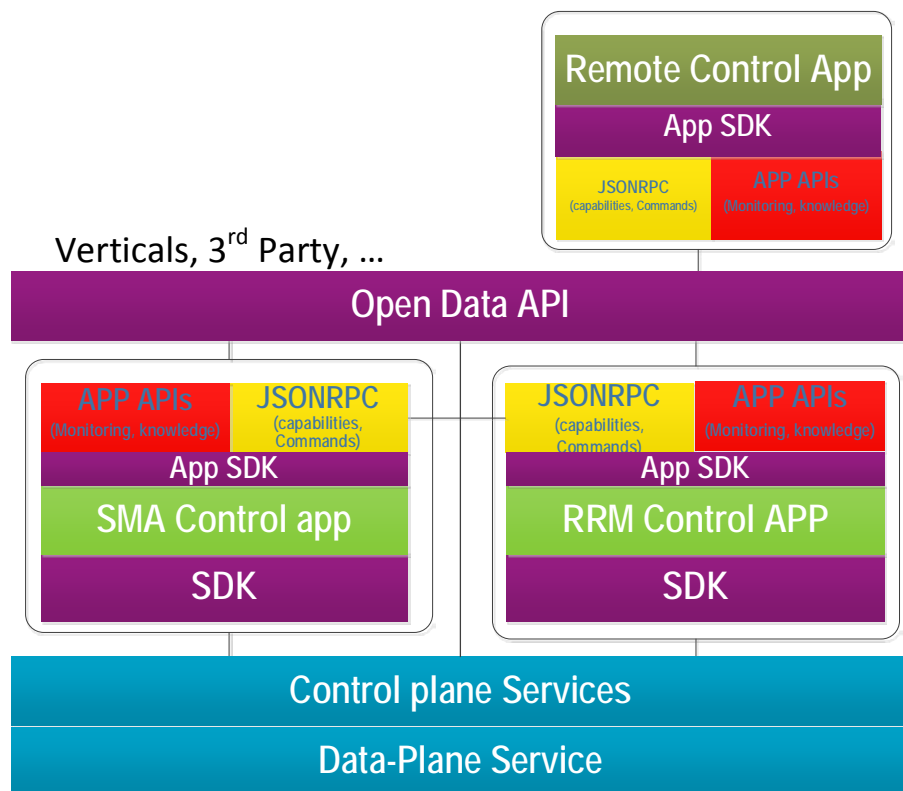 Remote Control App
App SDK
JSONRPC
(capabilities, Commands)
APP APIs
(Monitoring, knowledge)
Verticals, 3rd Party, ...
Open Data API
APP APIs
(Monitoring, knowledge)
JSONRPC
(capabilities,
Commands)
App SDK
SMA Control app
SDK
JSONRPC
(capabilities,
Commands)
APP APIs
(Monitoring, knowledge)
App SDK
RRM Control APP
SDK
Control plane Services
Data-Plane Service